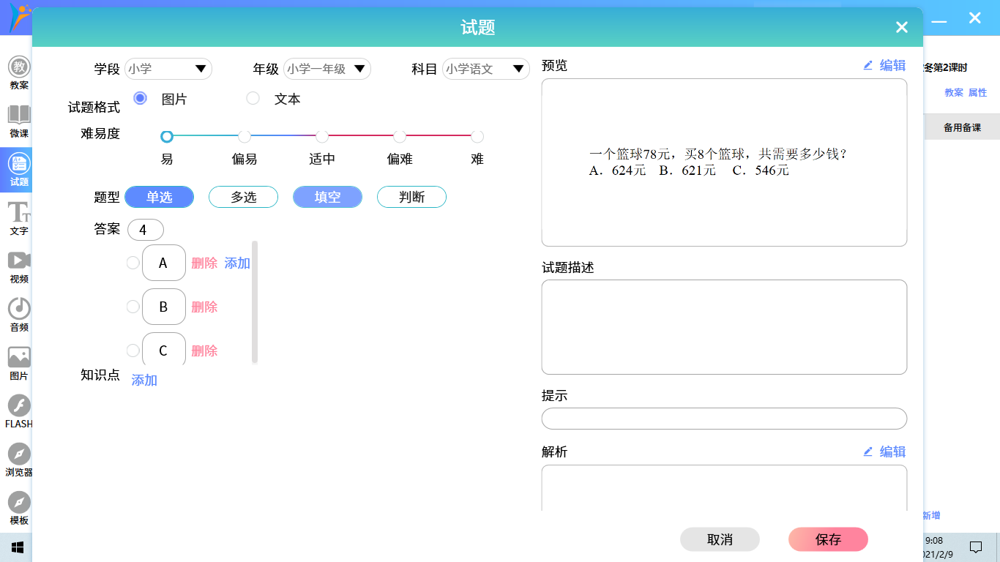 试题
学段 小学 年级 小学一年级 科目 小学语文
试题格式 图片 文本
难易度
易 偏易 适中 偏难 难
题型 单选 多选 填空 判断
答案 4
A 删除 添加
B 删除
C 删除
知识点 添加
预览 编辑
一个篮球78元，买8个篮球，共需要多少钱？
A．624元 B．621元 C．546元
试题描述
提示
解析 编辑
取消 保存
教案
微课
试题
文字
视频
音频
图片
FLASH
浏览器
模板
冬第2课时
教案 属性
备用备课
新增
9:08
021/2/9